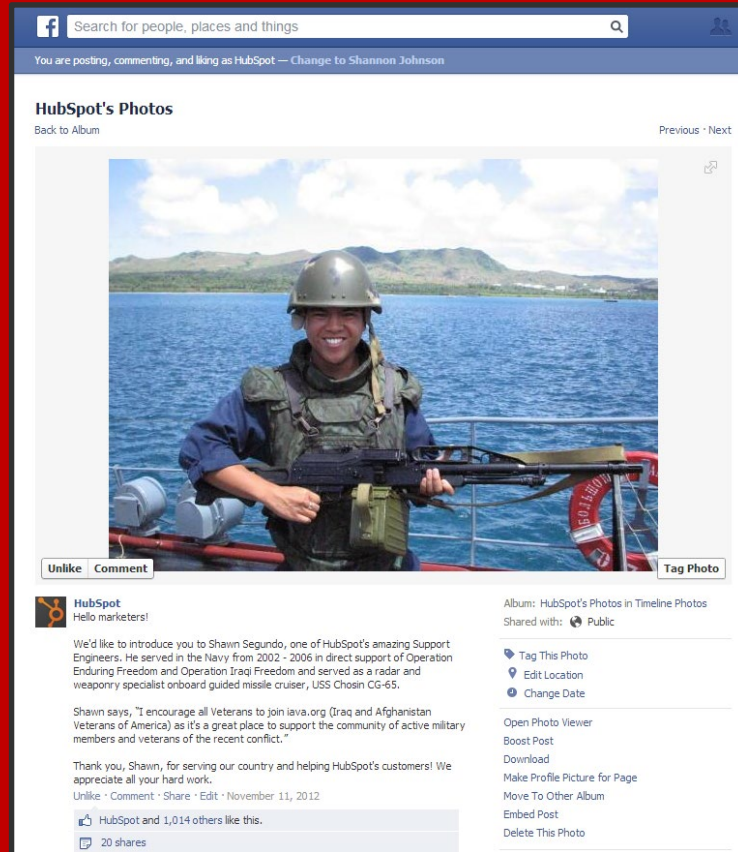 Search for people, places and things
You are posting, commenting, and liking as HubSpot — Change to Shannon Johnson
HubSpot's Photos
Back to Album
Previous · Next
Unlike Comment
Tag Photo
HubSpot
Hello marketers!
We'd like to introduce you to Shawn Segundo, one of HubSpot's amazing Support
Engineers. He served in the Navy from 2002 - 2006 in direct support of Operation
Enduring Freedom and Operation Iraqi Freedom and served as a radar and
weaponry specialist onboard guided missile cruiser, USS Chosin CG-65.
Shawn says, "I encourage all Veterans to join iava.org (Iraq and Afghanistan
Veterans of America) as it's a great place to support the community of active military
members and veterans of the recent conflict."
Thank you, Shawn, for serving our country and helping HubSpot's customers! We
appreciate all your hard work.
Unlike · Comment · Share · Edit · November 11, 2012
HubSpot and 1,014 others like this.
20 shares
Album: HubSpot's Photos in Timeline Photos
Shared with: Public
Tag This Photo
Edit Location
Change Date
Open Photo Viewer
Boost Post
Download
Make Profile Picture for Page
Move To Other Album
Embed Post
Delete This Photo